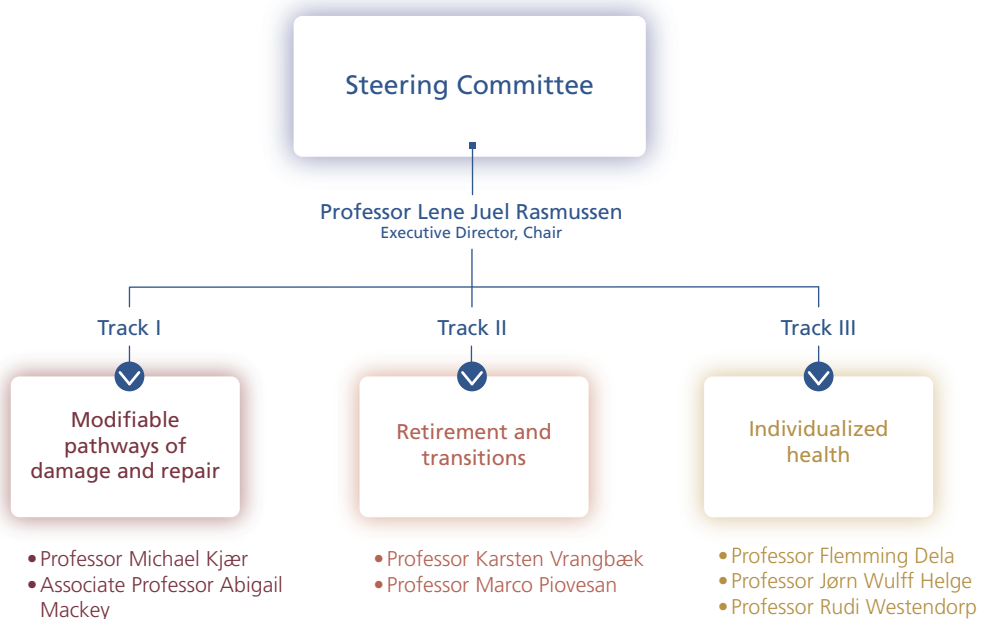 Steering Committee
Professor Lene Juel Rasmussen
Executive Director, Chair
Track I
Track II
Track III
Modifiable
pathways of
damage and repair
Retirement and
transitions
Individualized
health
• Professor Michael Kjær
• Associate Professor Abigail
Mackey
• Professor Karsten Vrangbæk
• Professor Marco Piovesan
• Professor Flemming Dela
• Professor Jørn Wulff Helge
• Professor Rudi Westendorp